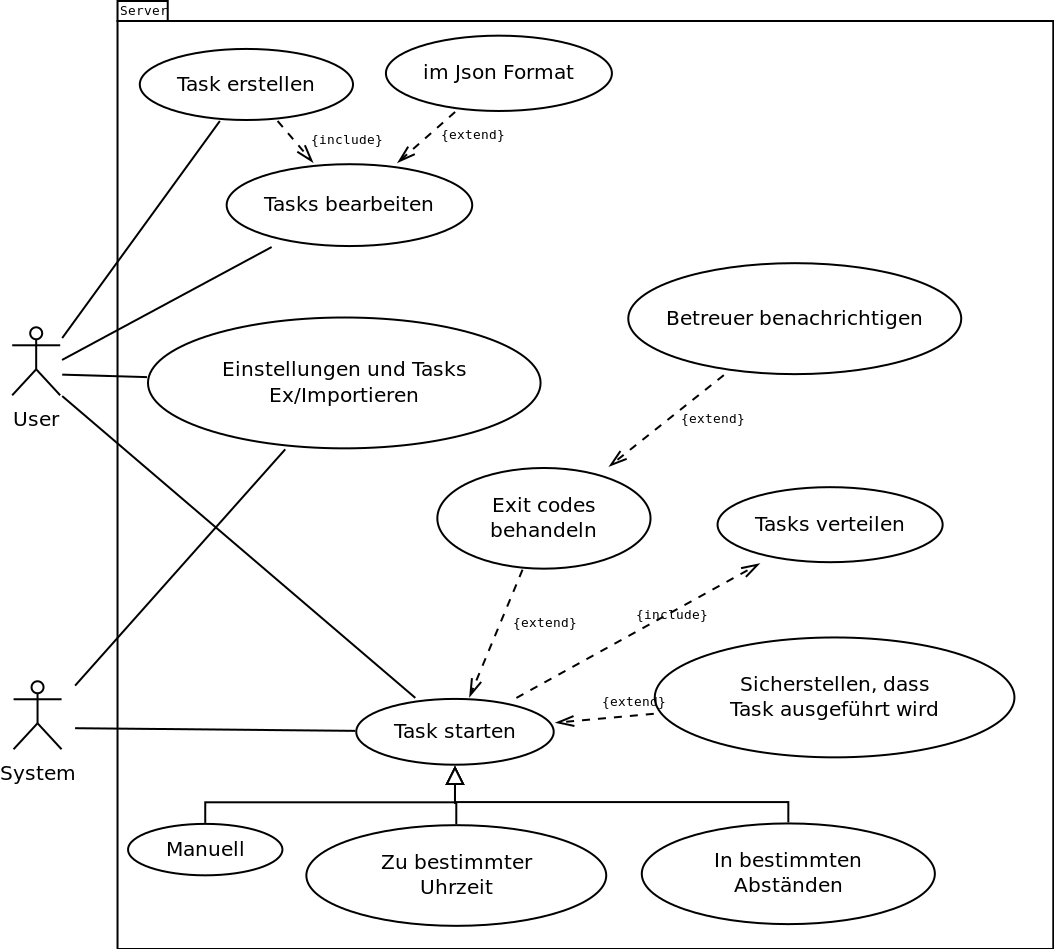 Server
Task erstellen
im Json Format
{include}
{extend}
Tasks bearbeiten
Betreuer benachrichtigen
Einstellungen und Tasks
Ex/Importieren
User
{extend}
Exit codes
behandeln
Tasks verteilen
{extend}
{include}
Sicherstellen, dass
Task ausgeführt wird
{extend}
Task starten
System
Manuell
Zu bestimmter
Uhrzeit
In bestimmten
Abständen